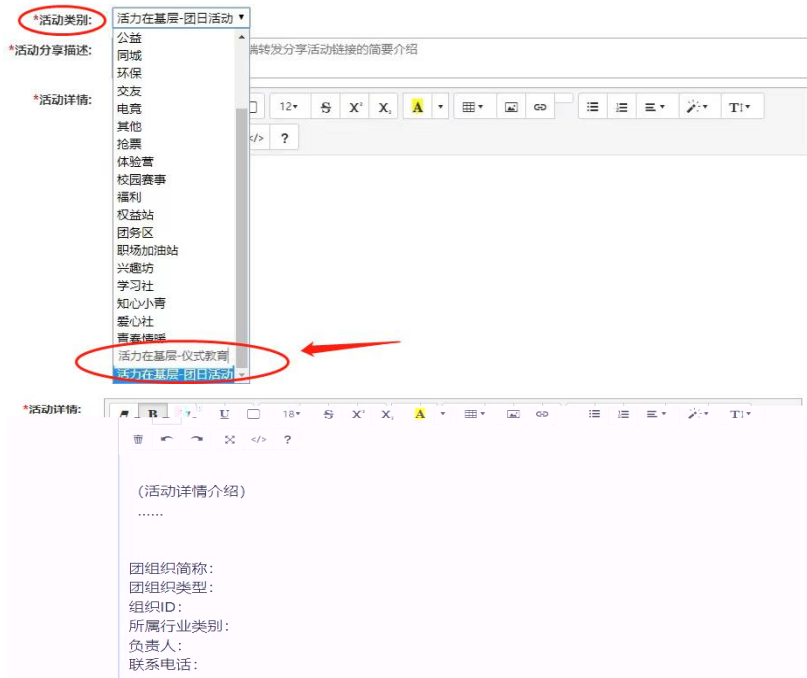 *活动类别: 活力在基层-团日活动
公益
*活动分享描述: 同城 端转发分享活动链接的简要介绍
环保
交友
*活动详情: 电竞 12 S X² X₂ A T
其他 </> ?
抢票
体验营
校园赛事
福利
权益站
团务区
职场加油站
兴趣坊
学习社
知心小青
爱心社
青春情暖
活力在基层-仪式教育
活力在基层-团日活动
*活动详情: B U 18 S X² X₂ A T
</> ?
(活动详情介绍)
......
团组织简称:
团组织类型:
组织ID:
所属行业类别:
负责人:
联系电话: